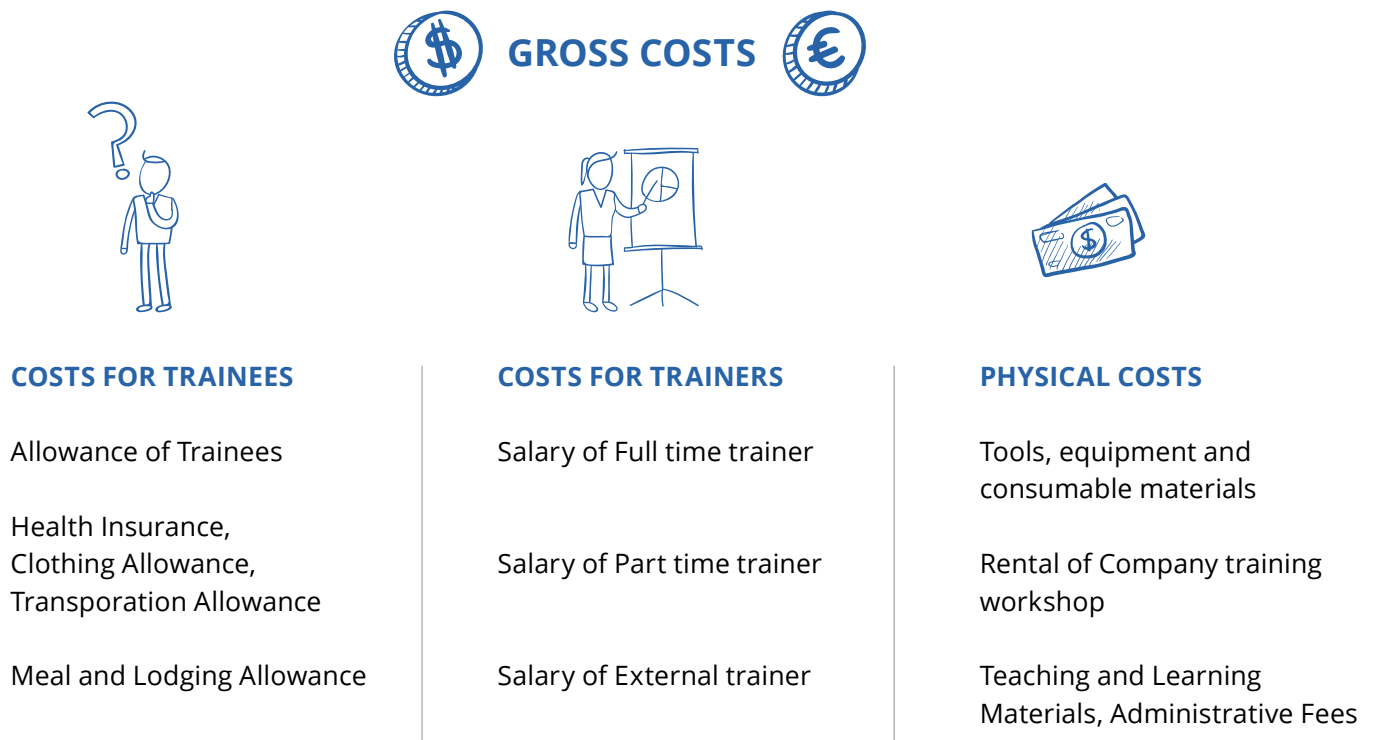 $ GROSS COSTS €
?
$
COSTS FOR TRAINEES
Allowance of Trainees
Health Insurance,
Clothing Allowance,
Transporation Allowance
Meal and Lodging Allowance
COSTS FOR TRAINERS
Salary of Full time trainer
Salary of Part time trainer
Salary of External trainer
PHYSICAL COSTS
Tools, equipment and
consumable materials
Rental of Company training
workshop
Teaching and Learning
Materials, Administrative Fees